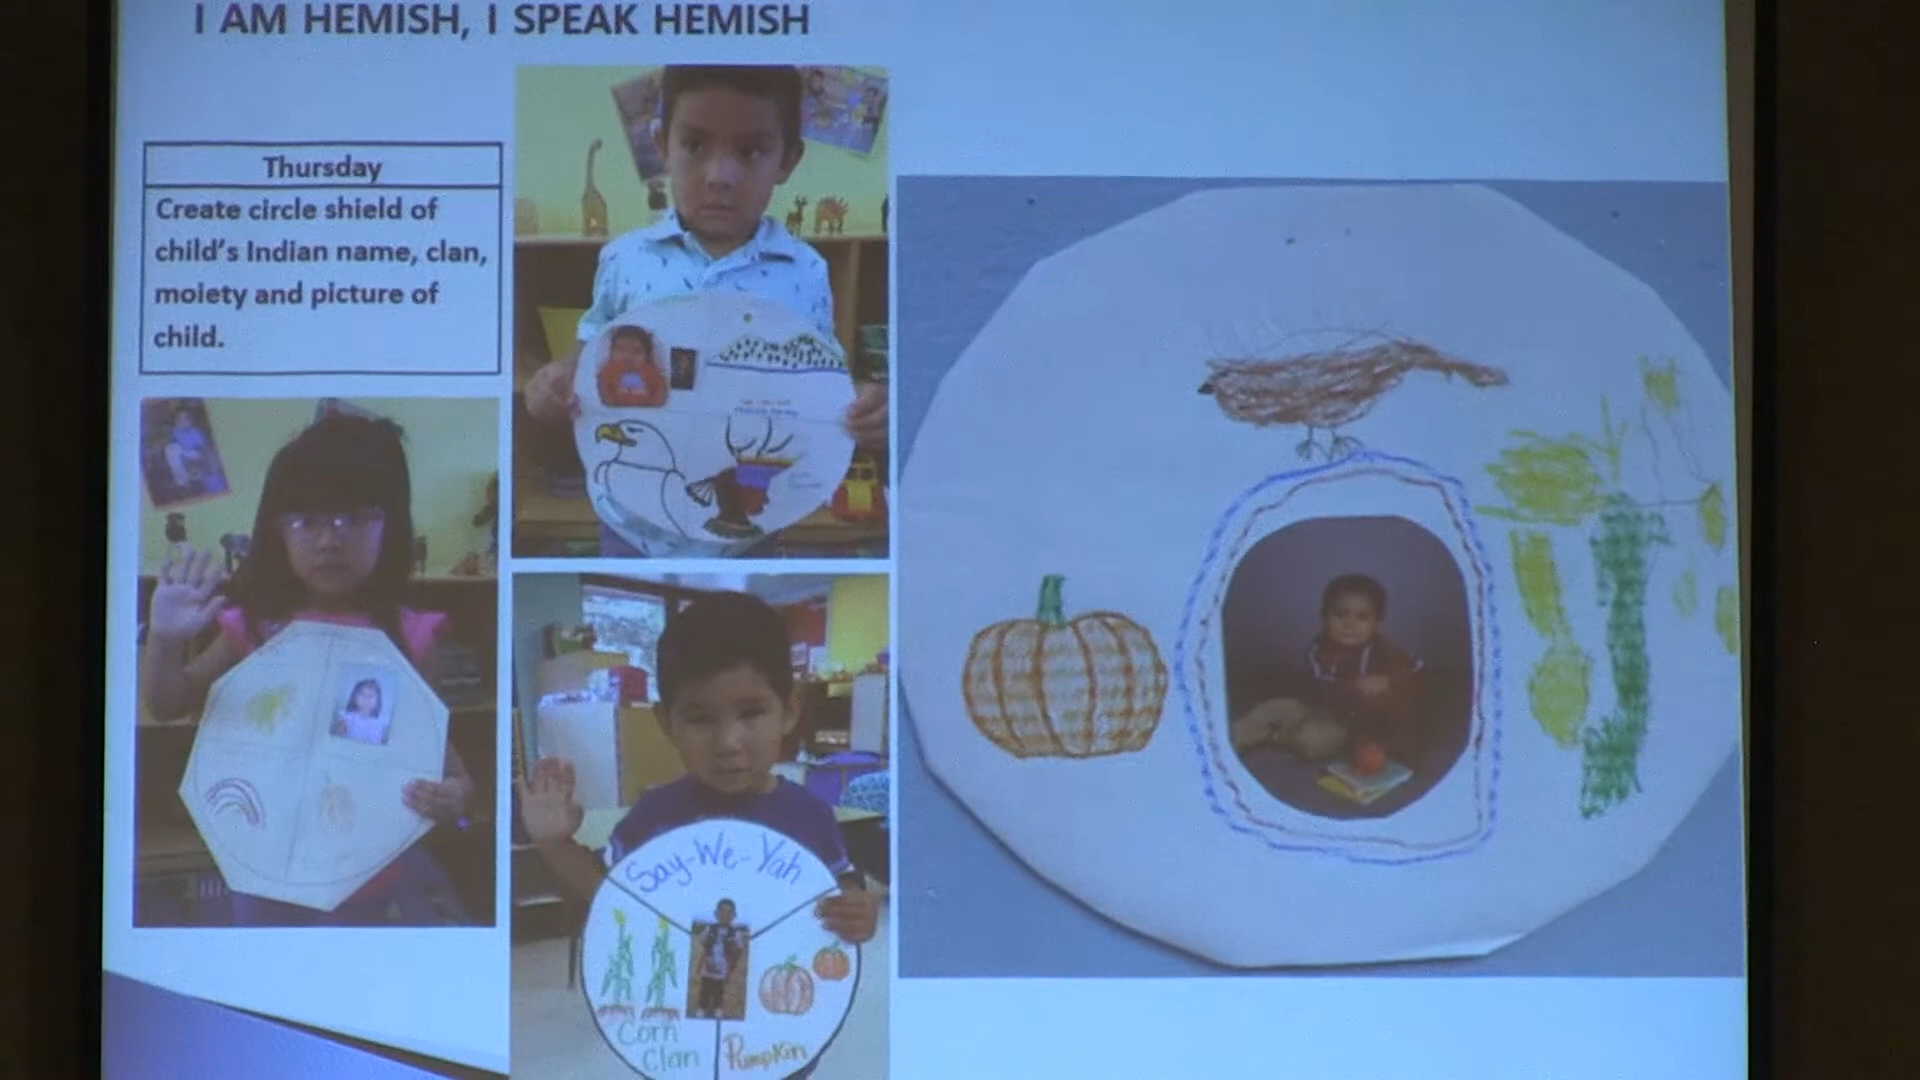 I AM HEMISH, I SPEAK HEMISH
Thursday
Create circle shield of
child's Indian name, clan,
moiety and picture of
child.
Say-We-Yah
Corn
Clan
Pumpkin